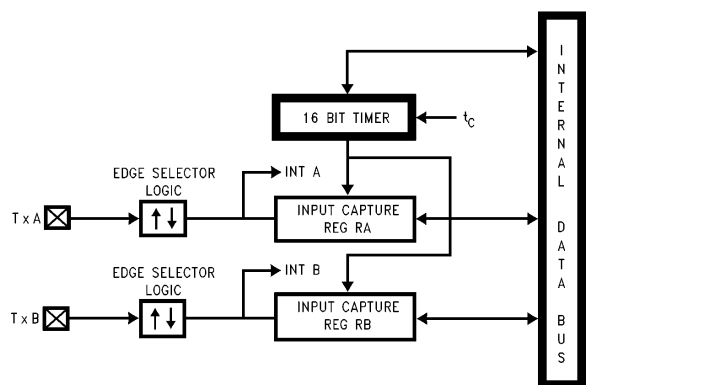 16 BIT TIMER
tC
EDGE SELECTOR
LOGIC
INT A
TxA
INPUT CAPTURE
REG RA
EDGE SELECTOR
LOGIC
INT B
TxB
INPUT CAPTURE
REG RB
INTERNAL DATA BUS